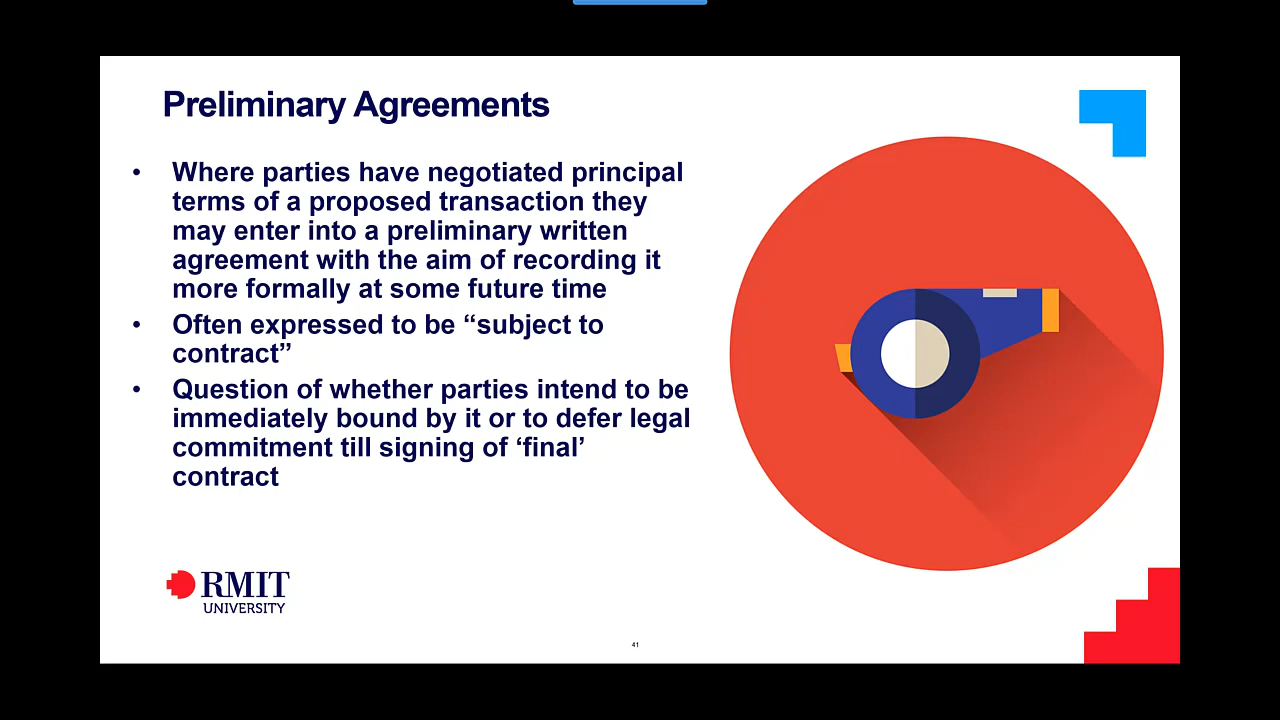 Preliminary Agreements
• Where parties have negotiated principal
terms of a proposed transaction they
may enter into a preliminary written
agreement with the aim of recording it
more formally at some future time
• Often expressed to be “subject to
contract”
• Question of whether parties intend to be
immediately bound by it or to defer legal
commitment till signing of ‘final’
contract
RMIT
UNIVERSITY
41